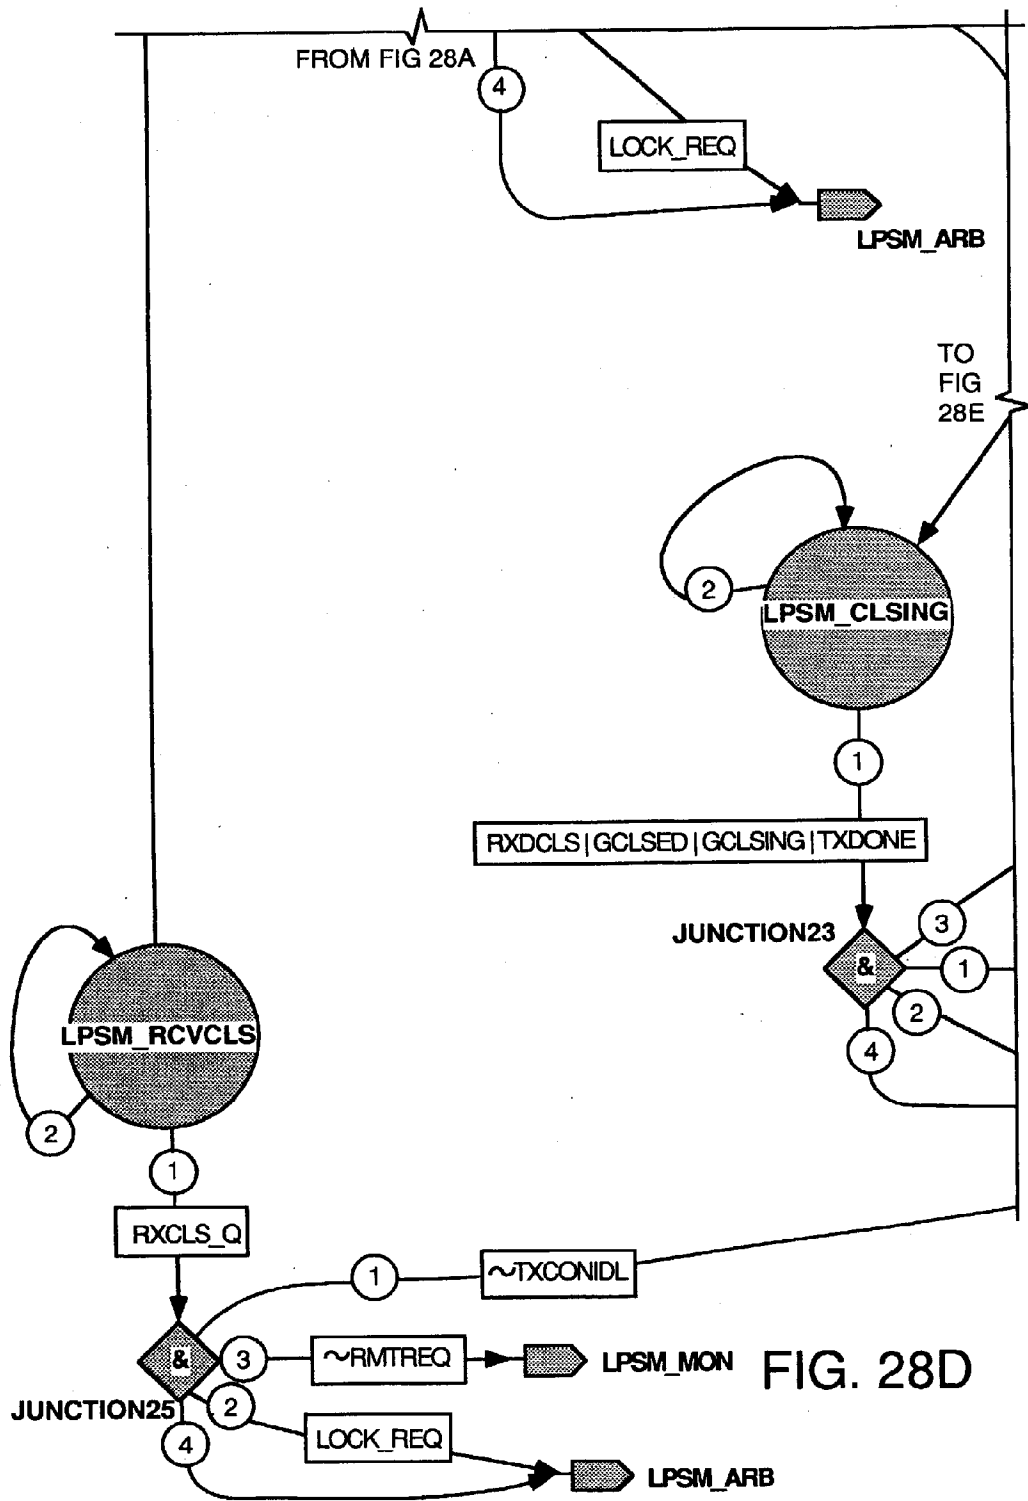 FROM FIG 28A
4
LOCK_REQ
LPSM_ARB
TO
FIG
28E
2
LPSM_CLSING
1
RXDCLS|GCLSED|GCLSING|TXDONE
JUNCTION23
3
&
1
2
4
LPSM_RCVCLS
2
1
RXCLS_Q
1
~TXCONIDL
&
3
~RMTREQ
LPSM_MON
FIG. 28D
JUNCTION25
2
LOCK_REQ
4
LPSM_ARB